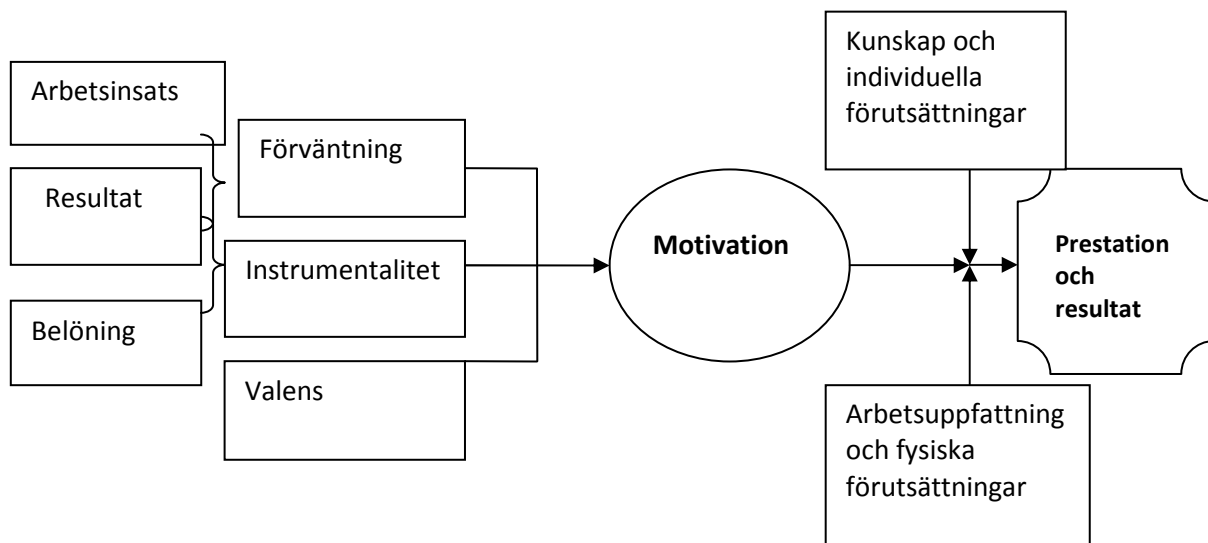 Arbetsinsats
Resultat
Belöning
Förväntning
Instrumentalitet
Valens
Motivation
Kunskap och
individuella
förutsättningar
Arbetsuppfattning
och fysiska
förutsättningar
Prestation
och
resultat